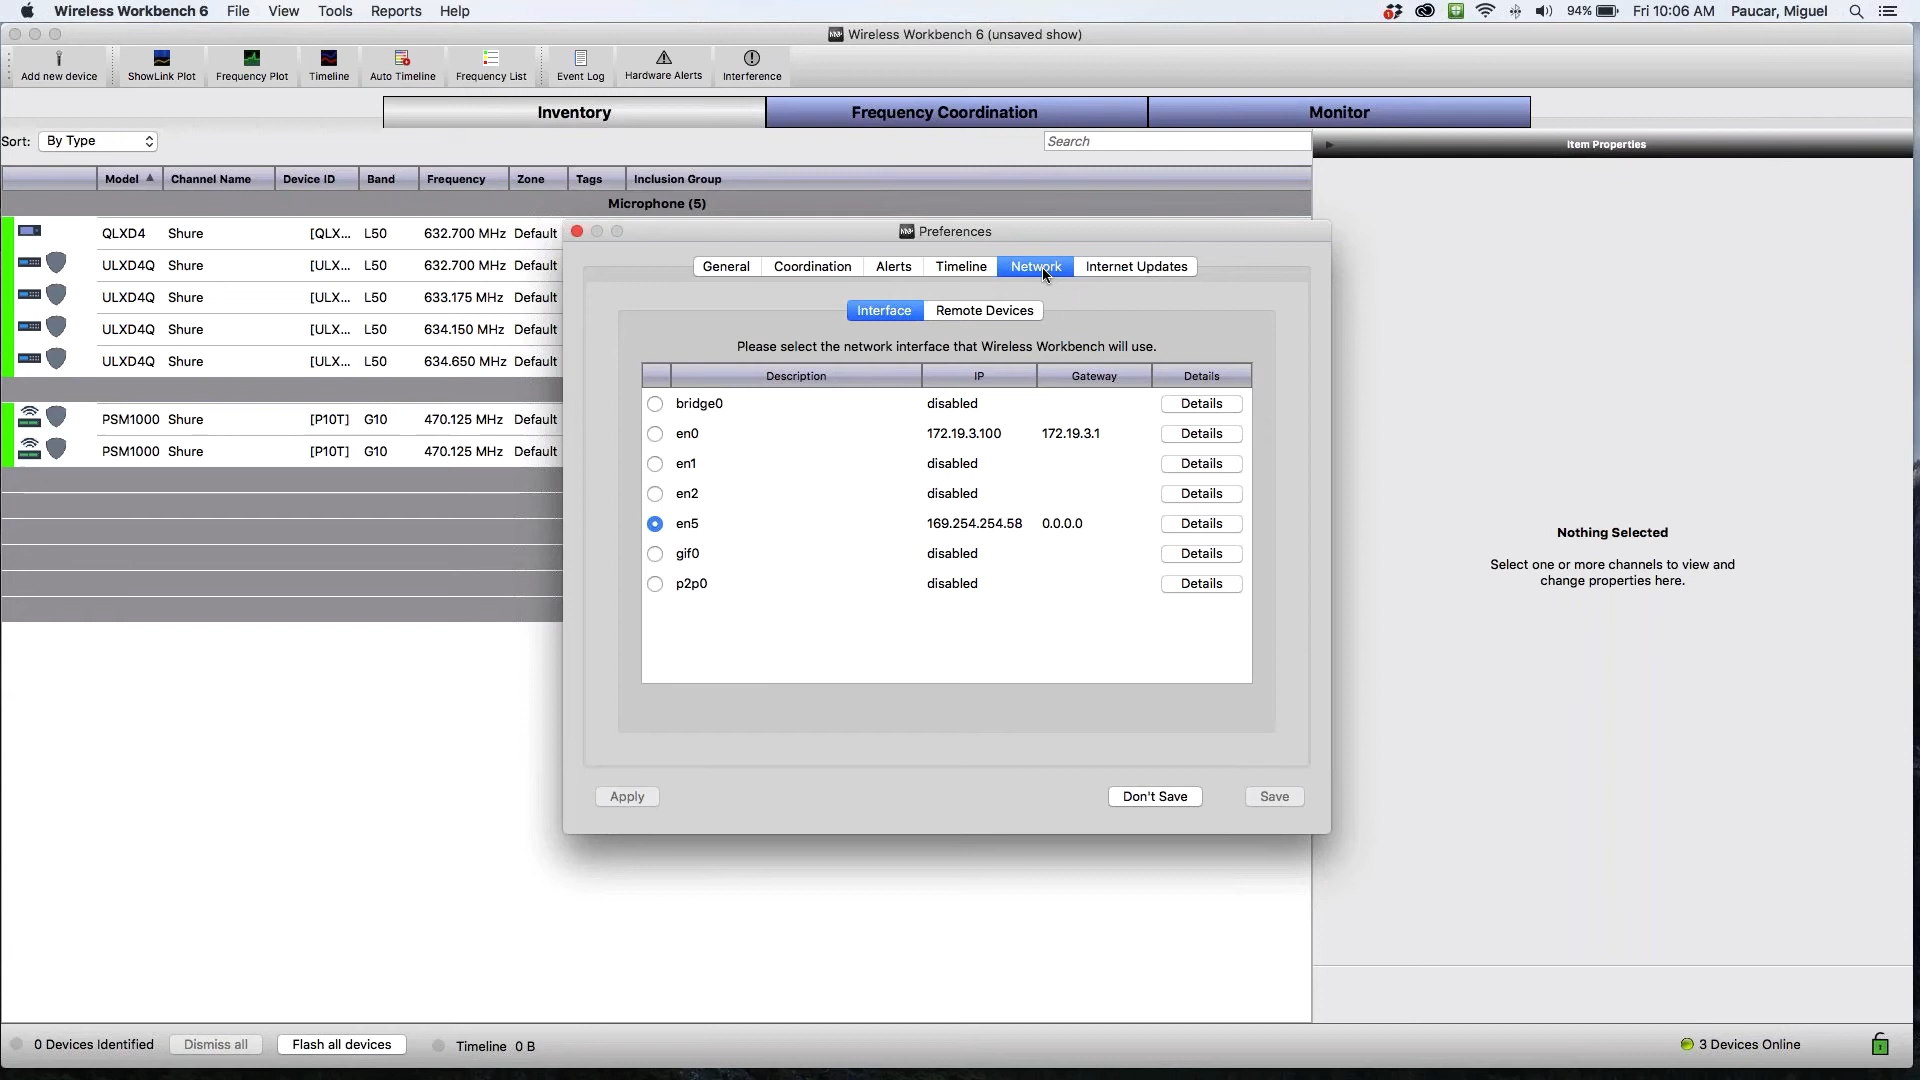 Wireless Workbench 6 File View Tools Reports Help 94% Fri 10:06 AM Paucar, Miguel
Wireless Workbench 6 (unsaved show)
Add new device ShowLink Plot Frequency Plot Timeline Auto Timeline Frequency List Event Log Hardware Alerts Interference
Inventory Frequency Coordination Monitor
Sort: By Type Search Item Properties
Model Channel Name Device ID Band Frequency Zone Tags Inclusion Group
Microphone (5)
QLXD4 Shure [QLX... L50 632.700 MHz Default
ULXD4Q Shure [ULX... L50 632.700 MHz Default
ULXD4Q Shure [ULX... L50 633.175 MHz Default
ULXD4Q Shure [ULX... L50 634.150 MHz Default
ULXD4Q Shure [ULX... L50 634.650 MHz Default
PSM1000 Shure [P10T] G10 470.125 MHz Default
PSM1000 Shure [P10T] G10 470.125 MHz Default
Preferences
General Coordination Alerts Timeline Network Internet Updates
Interface Remote Devices
Please select the network interface that Wireless Workbench will use.
Description IP Gateway Details
bridge0 disabled Details
en0 172.19.3.100 172.19.3.1 Details
en1 disabled Details
en2 disabled Details
en5 169.254.254.58 0.0.0.0 Details
gif0 disabled Details
p2p0 disabled Details
Apply Don't Save Save
Nothing Selected
Select one or more channels to view and
change properties here.
0 Devices Identified Dismiss all Flash all devices Timeline 0 B 3 Devices Online